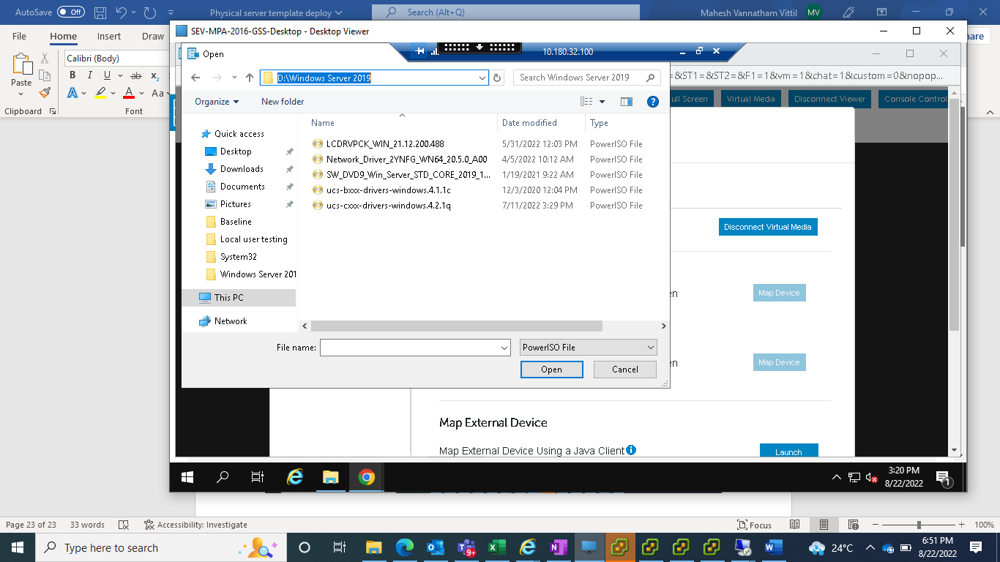 AutoSave Off Physical server template deploy Search (Alt+Q) Mahesh Vannatham Vittil MV
File Home Insert Draw
SEV-MPA-2016-GSS-Desktop - Desktop Viewer
Open
10.180.32.100
Calibri (Body)
B I U ab x₂
A A Aa
Paste
Clipboard
Font
D:\Windows Server 2019
Search Windows Server 2019
=&ST1=&ST2=&F1=1&vm=1&chat=1&custom=0&nopop...
Organize New folder
Screen Virtual Media Disconnect Viewer Console Control
Name Date modified Type
Quick access
Desktop
Downloads
Documents
Pictures
Baseline
Local user testing
System32
Windows Server 201
This PC
Network
LCDRVPCK_WIN_21.12.200.488 5/31/2022 12:03 PM PowerISO File
Network_Driver_2YNFG_WN64_20.5.0_A00 4/5/2022 10:12 AM PowerISO File
SW_DVD9_Win_Server_STD_CORE_2019_1... 1/19/2021 9:22 AM PowerISO File
ucs-bxxx-drivers-windows.4.1.1c 12/3/2020 12:04 PM PowerISO File
ucs-cxxx-drivers-windows.4.2.1q 7/11/2022 3:29 PM PowerISO File
Disconnect Virtual Media
en Map Device
en Map Device
File name: PowerISO File
Open Cancel
Map External Device
Map External Device Using a Java Client
Launch
3:20 PM
8/22/2022
1
Page 23 of 23 33 words Accessibility: Investigate Focus 100%
Type here to search
9+
24°C
6:51 PM
8/22/2022